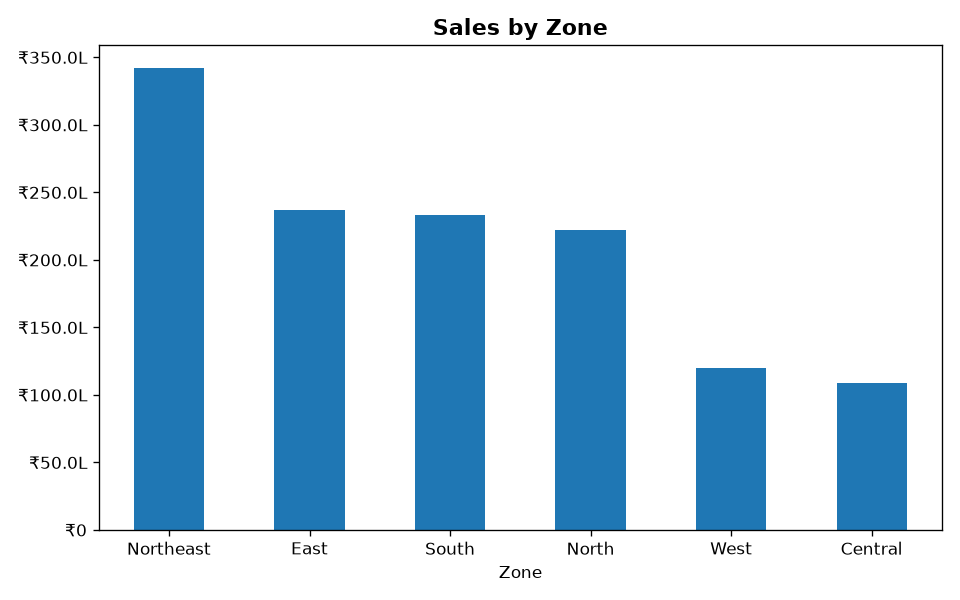 Sales by Zone
₹350.0L
₹300.0L
₹250.0L
₹200.0L
₹150.0L
₹100.0L
₹50.0L
₹0
Northeast East South North West Central
Zone